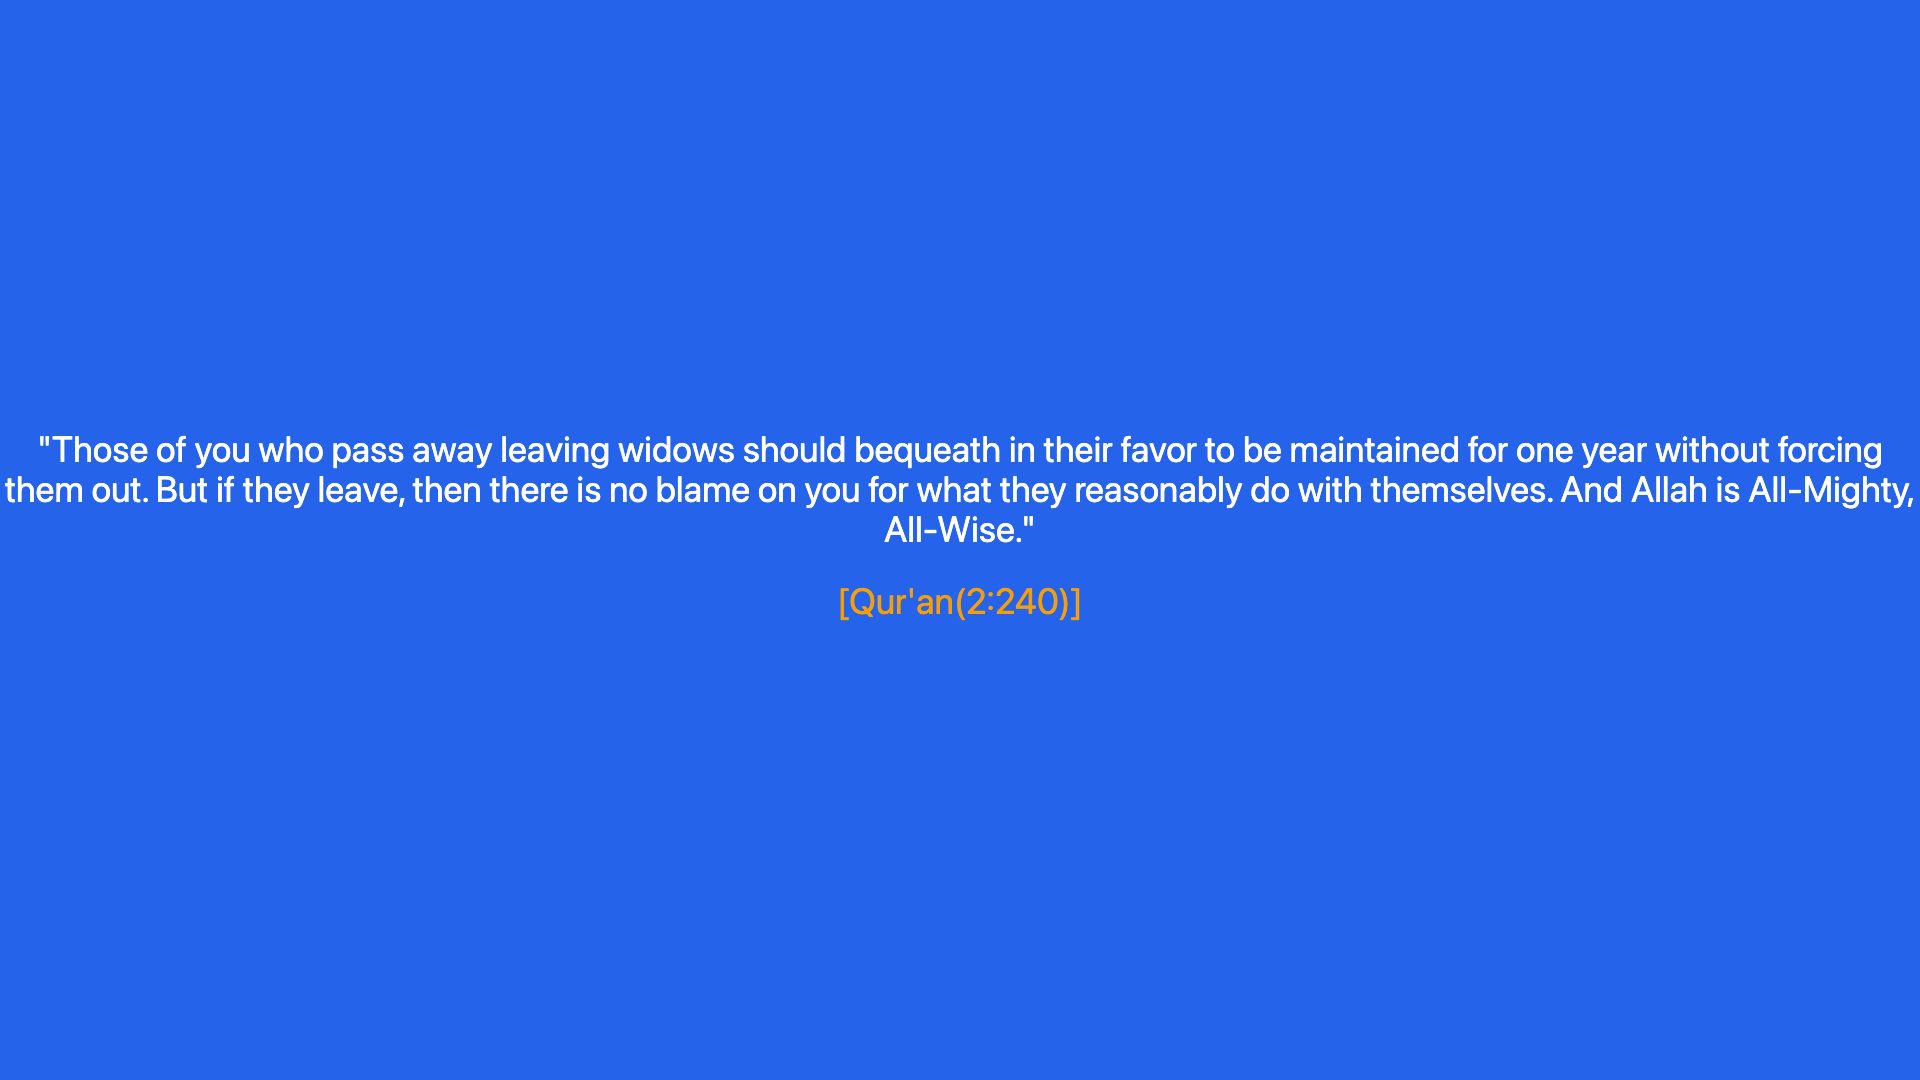 "Those of you who pass away leaving widows should bequeath in their favor to be maintained for one year without forcing
them out. But if they leave, then there is no blame on you for what they reasonably do with themselves. And Allah is All-Mighty,
All-Wise."
[Qur'an(2:240)]